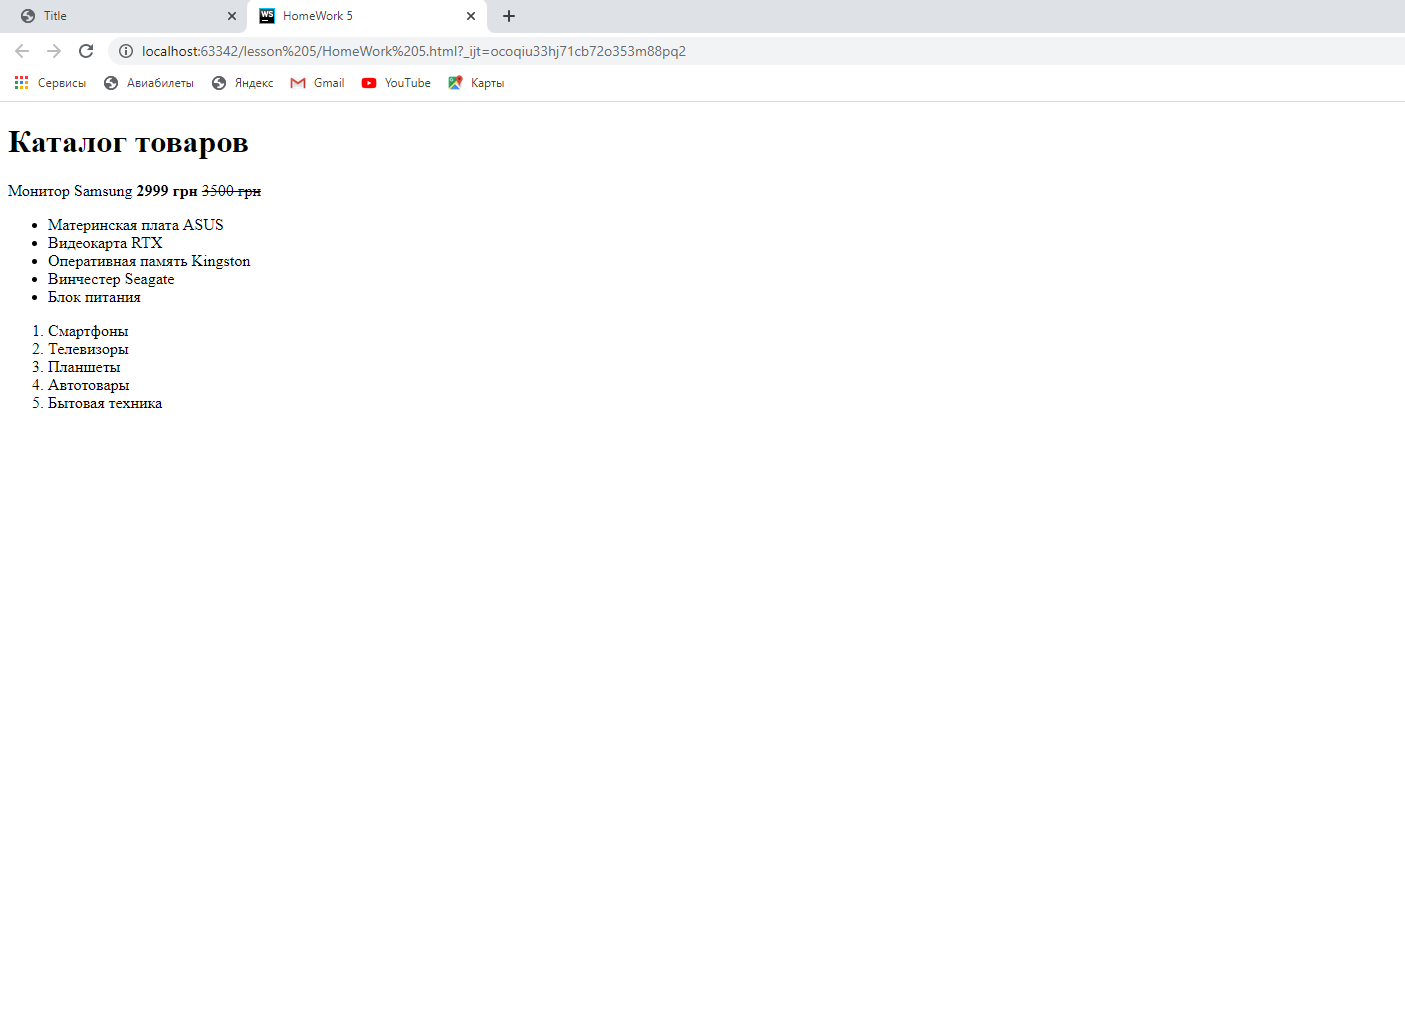 Title
WS HomeWork 5
localhost:63342/lesson%205/HomeWork%205.html?_ijt=ocoqiu33hj71cb72o353m88pq2
Сервисы Авиабилеты Яндекс Gmail YouTube Карты
Каталог товаров
Монитор Samsung 2999 грн 3500 грн
Материнская плата ASUS
Видеокарта RTX
Оперативная память Kingston
Винчестер Seagate
Блок питания
1. Смартфоны
2. Телевизоры
3. Планшеты
4. Автотовары
5. Бытовая техника